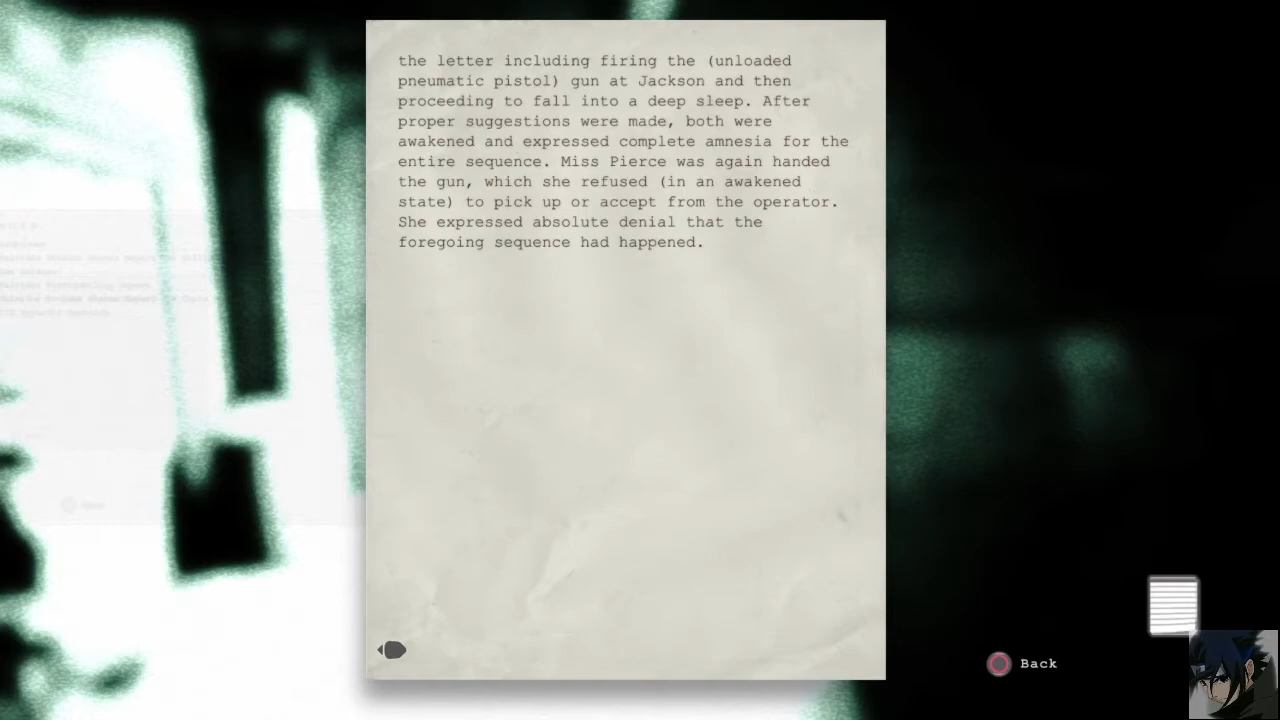 the letter including firing the (unloaded
pneumatic pistol) gun at Jackson and then
proceeding to fall into a deep sleep. After
proper suggestions were made, both were
awakened and expressed complete amnesia for the
entire sequence. Miss Pierce was again handed
the gun, which she refused (in an awakened
state) to pick up or accept from the operator.
She expressed absolute denial that the
foregoing sequence had happened.
Back